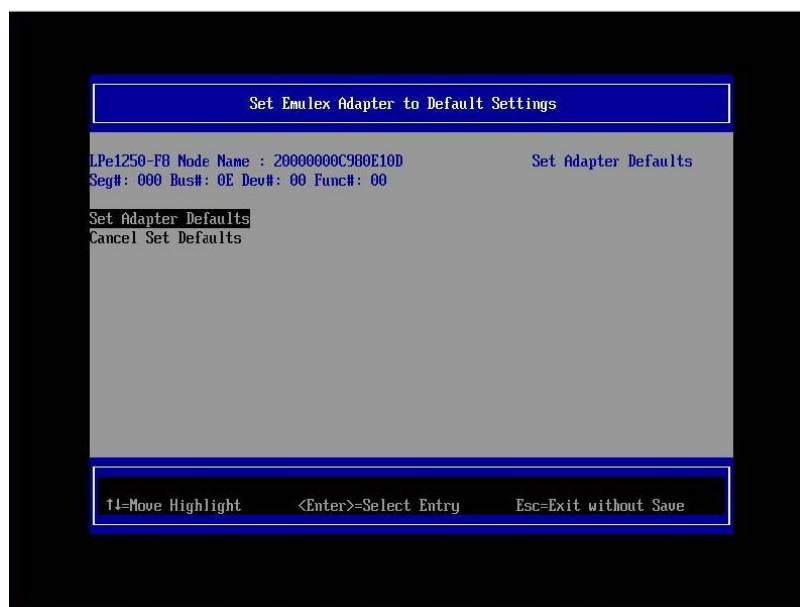 Set Emulex Adapter to Default Settings
LPe1250-F8 Node Name : 20000000C980E10D Set Adapter Defaults
Seg#: 000 Bus#: 0E Dev#: 00 Func#: 00
Set Adapter Defaults
Cancel Set Defaults
↑↓=Move Highlight <Enter>=Select Entry Esc=Exit without Save